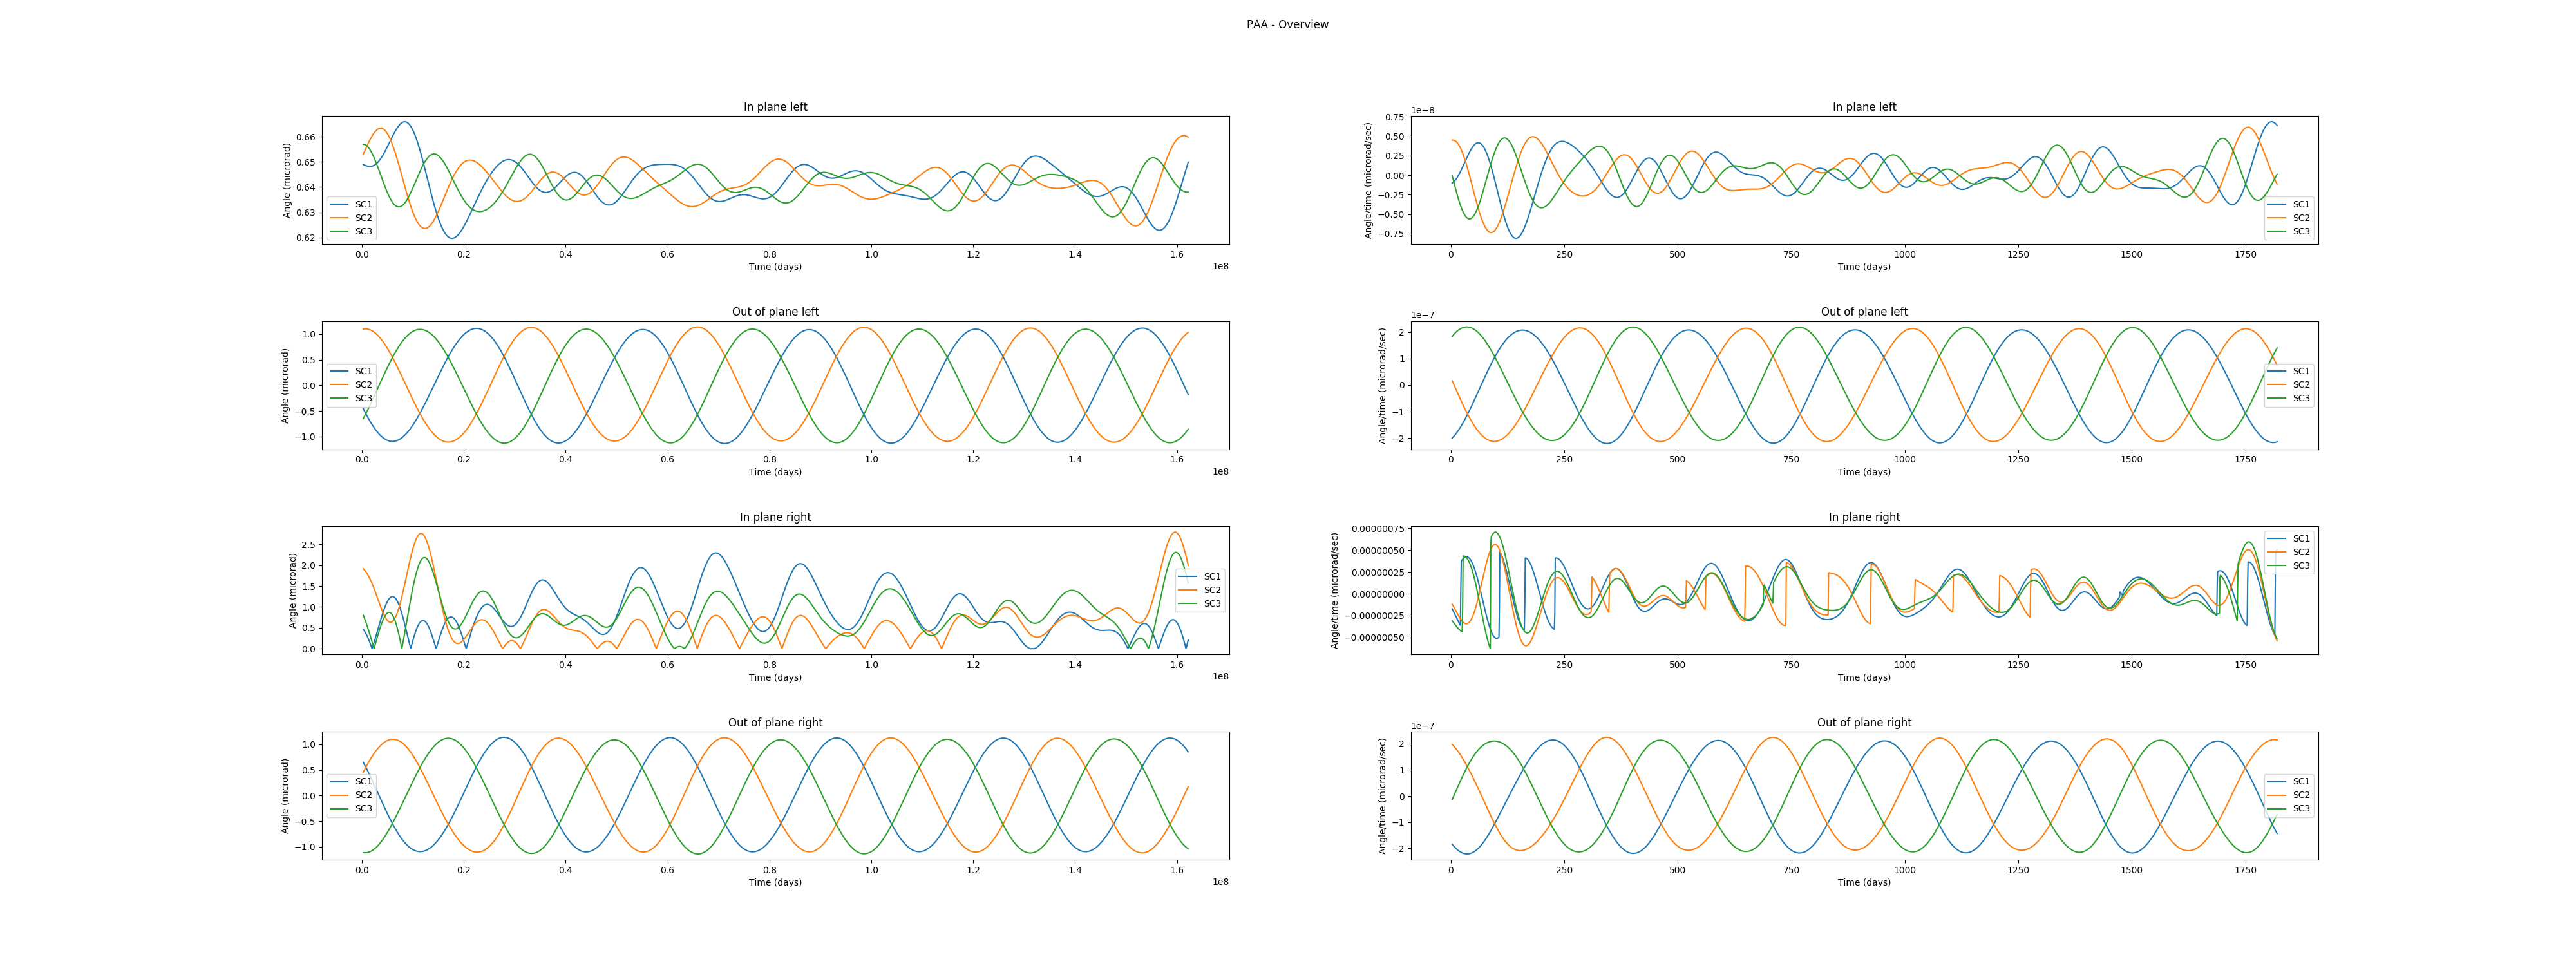 PAA - Overview
In plane left
Angle (microrad)
0.66
0.65
0.64
0.63
0.62
SC1
SC2
SC3
0.0 0.2 0.4 0.6 0.8 1.0 1.2 1.4 1.6
Time (days)
1e8
In plane left
1e−8
Angle/time (microrad/sec)
0.75
0.50
0.25
0.00
−0.25
−0.50
−0.75
SC1
SC2
SC3
0 250 500 750 1000 1250 1500 1750
Time (days)
Out of plane left
Angle (microrad)
1.0
0.5
0.0
−0.5
−1.0
SC1
SC2
SC3
0.0 0.2 0.4 0.6 0.8 1.0 1.2 1.4 1.6
Time (days)
1e8
Out of plane left
1e−7
Angle/time (microrad/sec)
2
1
0
−1
−2
SC1
SC2
SC3
0 250 500 750 1000 1250 1500 1750
Time (days)
In plane right
Angle (microrad)
2.5
2.0
1.5
1.0
0.5
0.0
SC1
SC2
SC3
0.0 0.2 0.4 0.6 0.8 1.0 1.2 1.4 1.6
Time (days)
1e8
In plane right
Angle/time (microrad/sec)
0.00000075
0.00000050
0.00000025
0.00000000
−0.00000025
−0.00000050
SC1
SC2
SC3
0 250 500 750 1000 1250 1500 1750
Time (days)
Out of plane right
Angle (microrad)
1.0
0.5
0.0
−0.5
−1.0
SC1
SC2
SC3
0.0 0.2 0.4 0.6 0.8 1.0 1.2 1.4 1.6
Time (days)
1e8
Out of plane right
1e−7
Angle/time (microrad/sec)
2
1
0
−1
−2
SC1
SC2
SC3
0 250 500 750 1000 1250 1500 1750
Time (days)